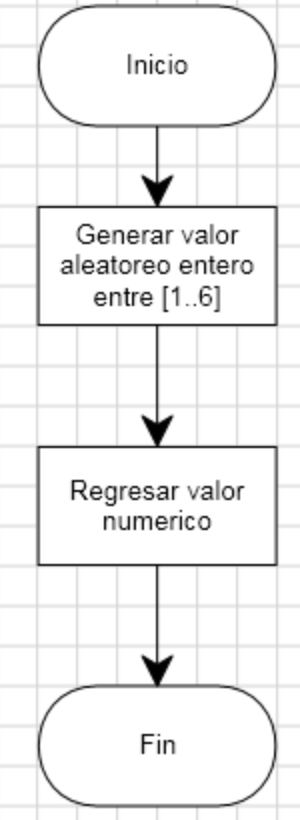 Inicio
Generar valor
aleatoreo entero
entre [1..6]
Regresar valor
numerico
Fin